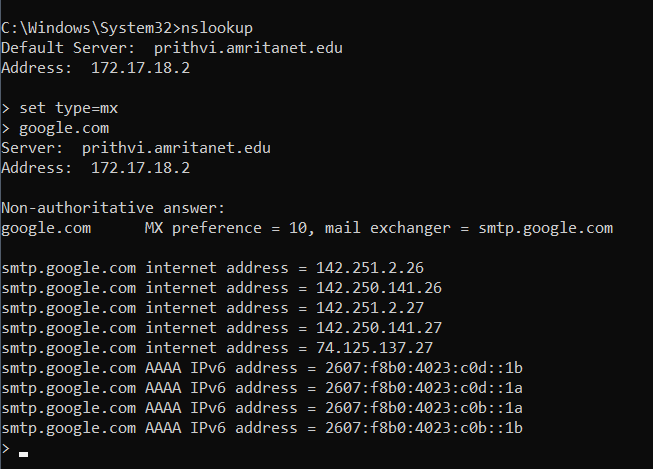 C:\Windows\System32>nslookup
Default Server:  prithvi.amritanet.edu
Address:  172.17.18.2

> set type=mx
> google.com
Server:  prithvi.amritanet.edu
Address:  172.17.18.2

Non-authoritative answer:
google.com      MX preference = 10, mail exchanger = smtp.google.com

smtp.google.com internet address = 142.251.2.26
smtp.google.com internet address = 142.250.141.26
smtp.google.com internet address = 142.251.2.27
smtp.google.com internet address = 142.250.141.27
smtp.google.com internet address = 74.125.137.27
smtp.google.com AAAA IPv6 address = 2607:f8b0:4023:c0d::1b
smtp.google.com AAAA IPv6 address = 2607:f8b0:4023:c0d::1a
smtp.google.com AAAA IPv6 address = 2607:f8b0:4023:c0b::1a
smtp.google.com AAAA IPv6 address = 2607:f8b0:4023:c0b::1b
>